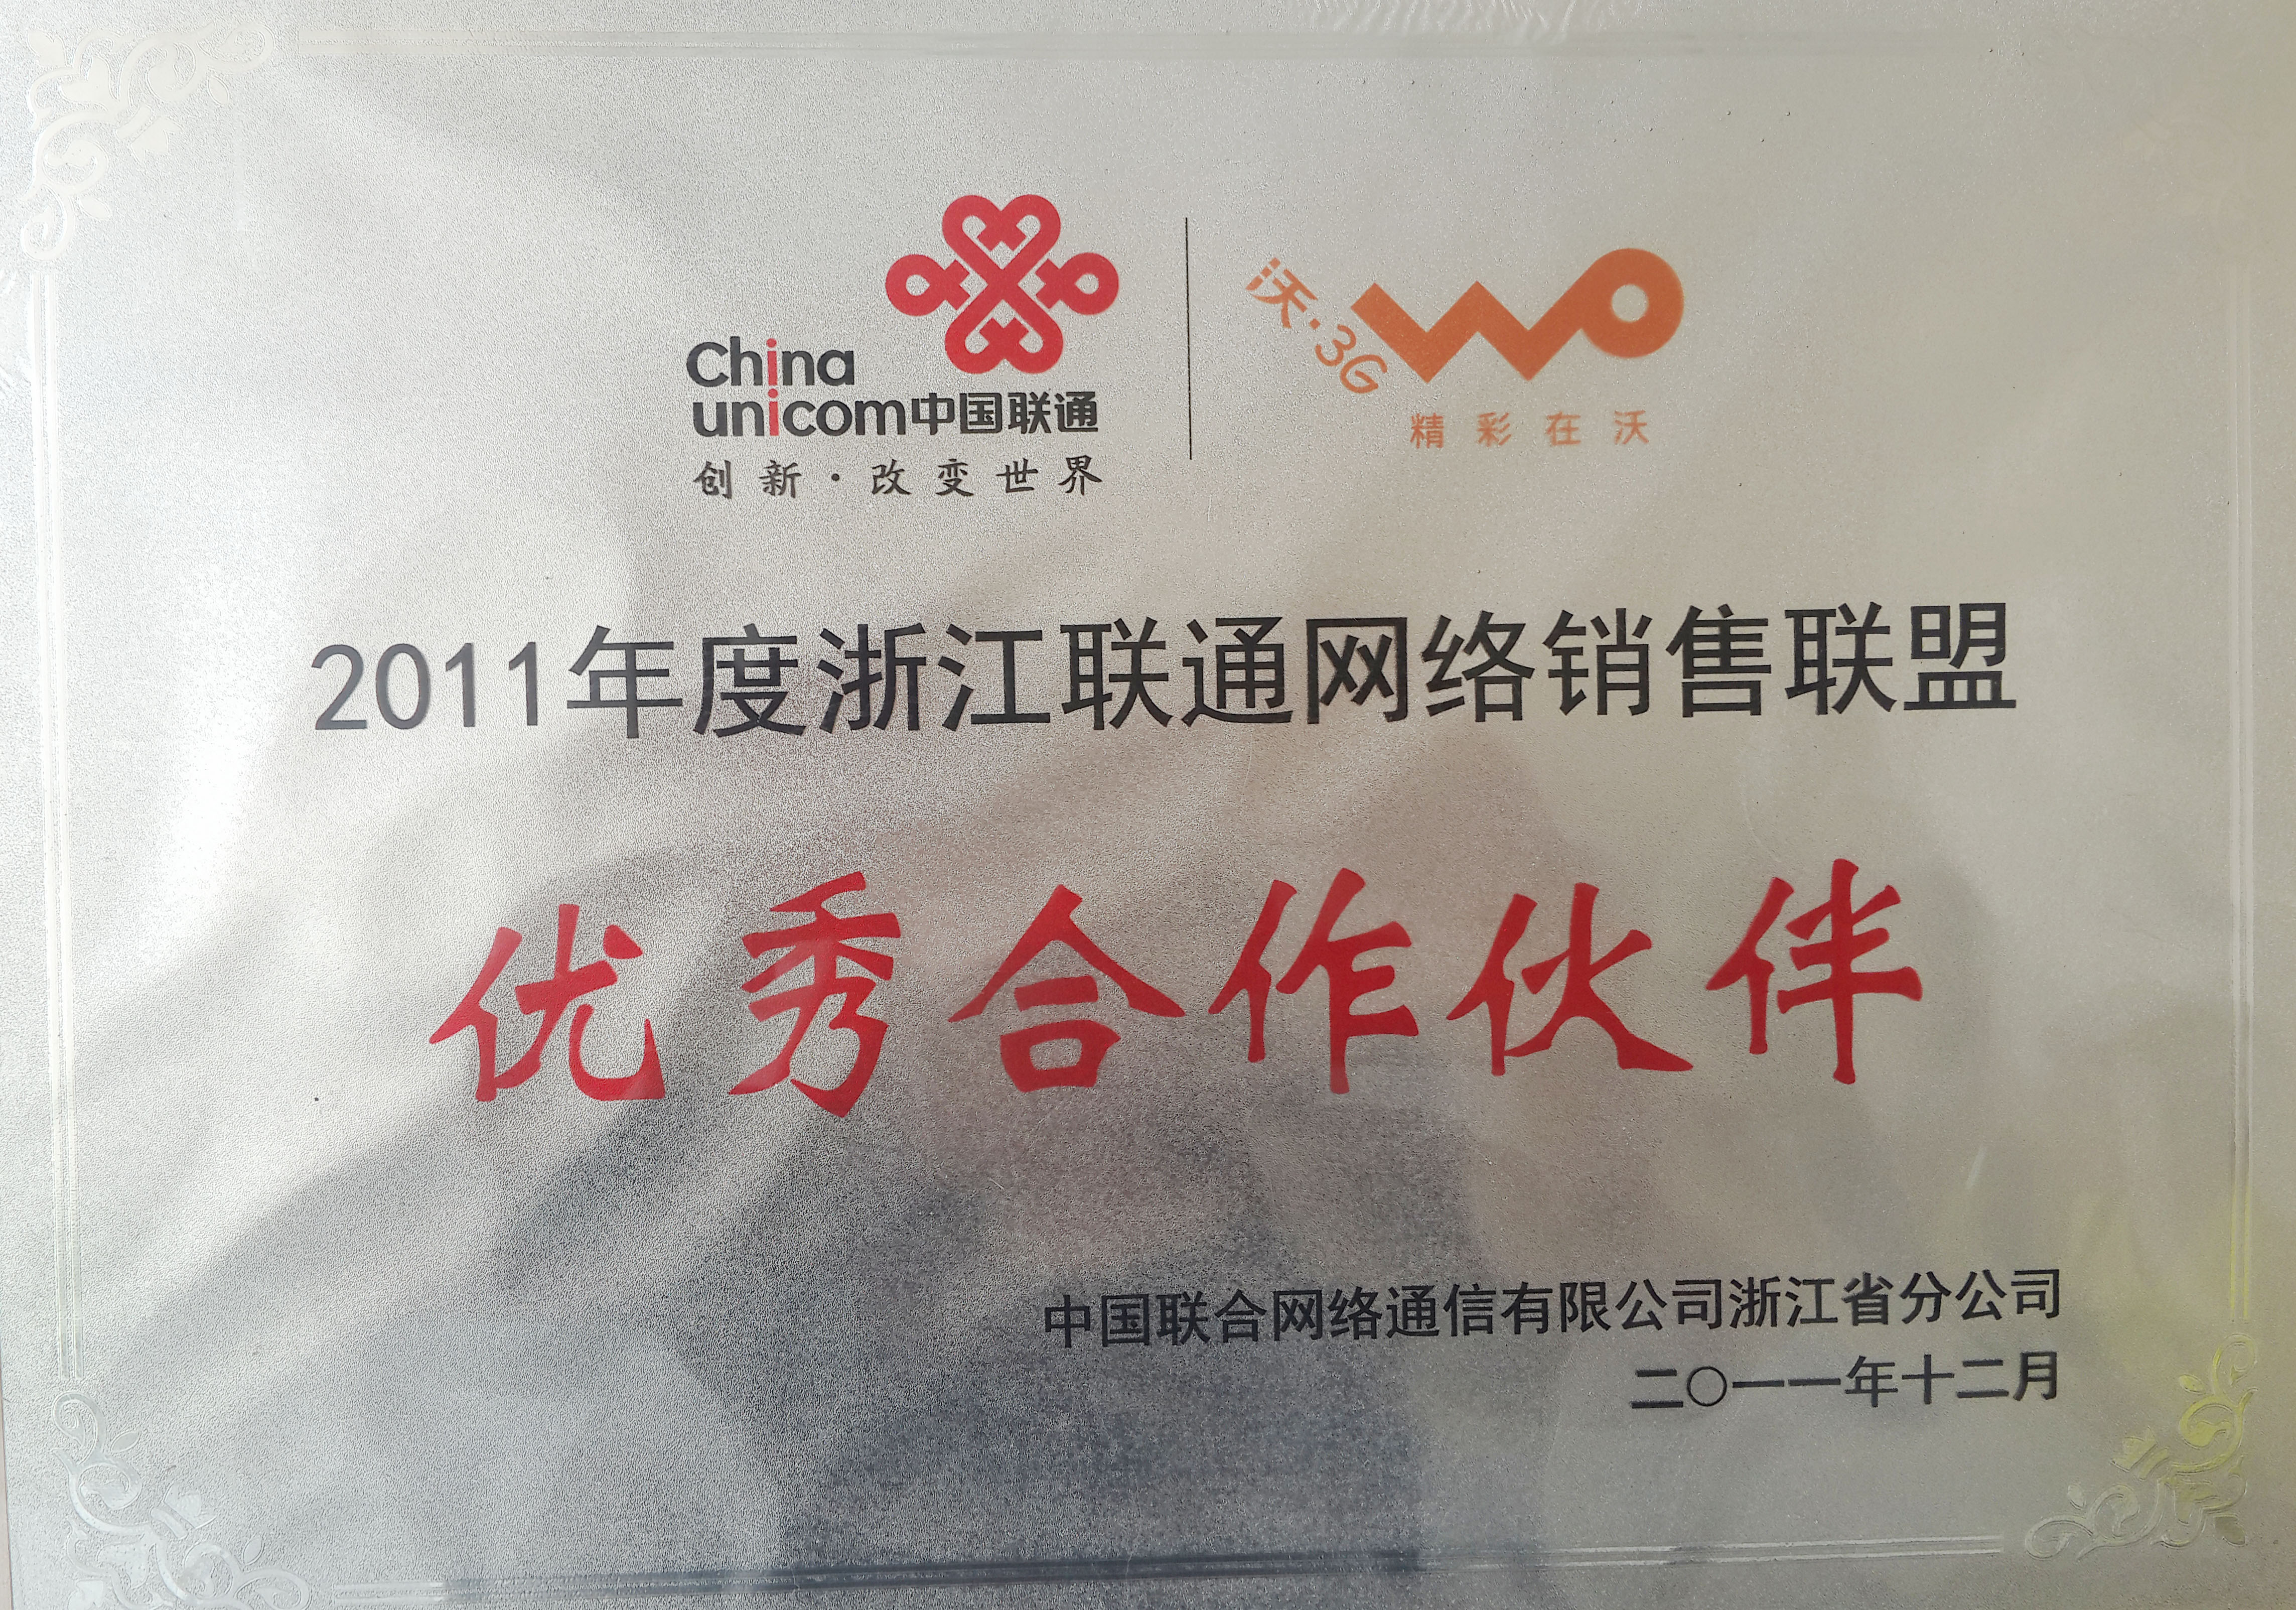 China
unicom中国联通
创新·改变世界
沃·3G
wo
精彩在沃
2011年度浙江联通网络销售联盟
优秀合作伙伴
中国联合网络通信有限公司浙江省分公司
二〇一一年十二月